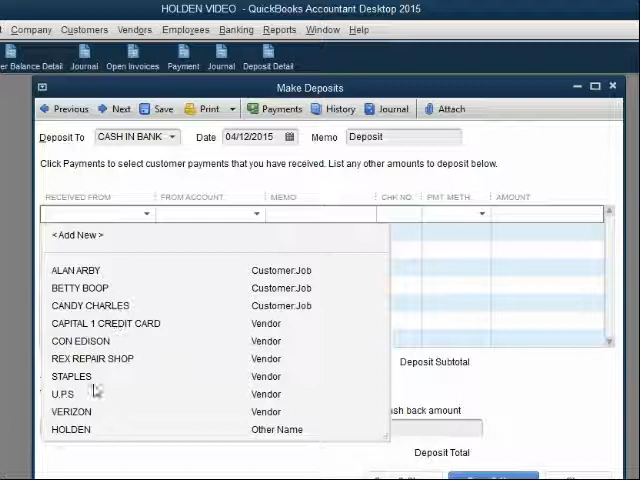 HOLDEN VIDEO - QuickBooks Accountant Desktop 2015
Company Customers Vendors Employees Banking Reports Window Help
er Balance Detail Journal Open Invoices Payment Journal Deposit Detail
Make Deposits
Previous Next Save Print Payments History Journal Attach
Deposit To CASH IN BANK Date 04/12/2015 Memo Deposit
Click Payments to select customer payments that you have received. List any other amounts to deposit below.
RECEIVED FROM FROM ACCOUNT MEMO CHK NO. PMT METH. AMOUNT
< Add New >
ALAN ARBY Customer:Job
BETTY BOOP Customer:Job
CANDY CHARLES Customer:Job
CAPITAL 1 CREDIT CARD Vendor
CON EDISON Vendor
REX REPAIR SHOP Vendor
Deposit Subtotal
STAPLES Vendor
U.P.S Vendor
VERIZON Vendor
sh back amount
HOLDEN Other Name
Deposit Total